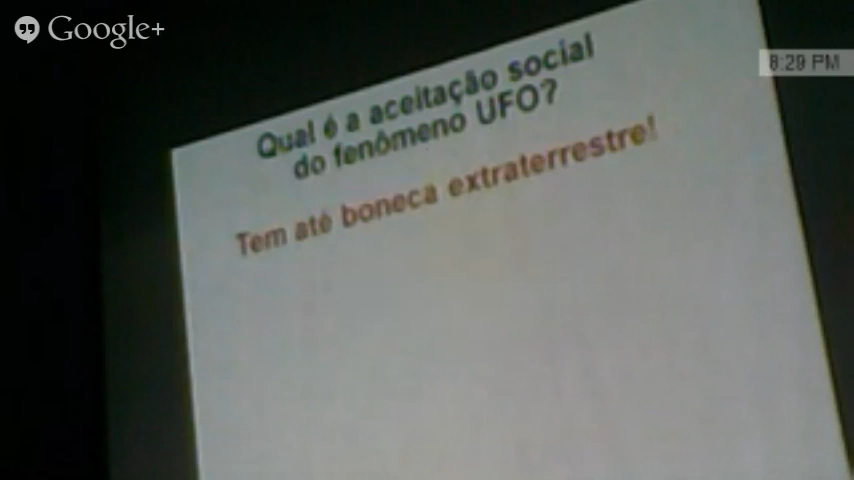 Google+
8:29 PM
Qual é a aceitação social
do fenômeno UFO?
Tem até boneca extraterrestre!